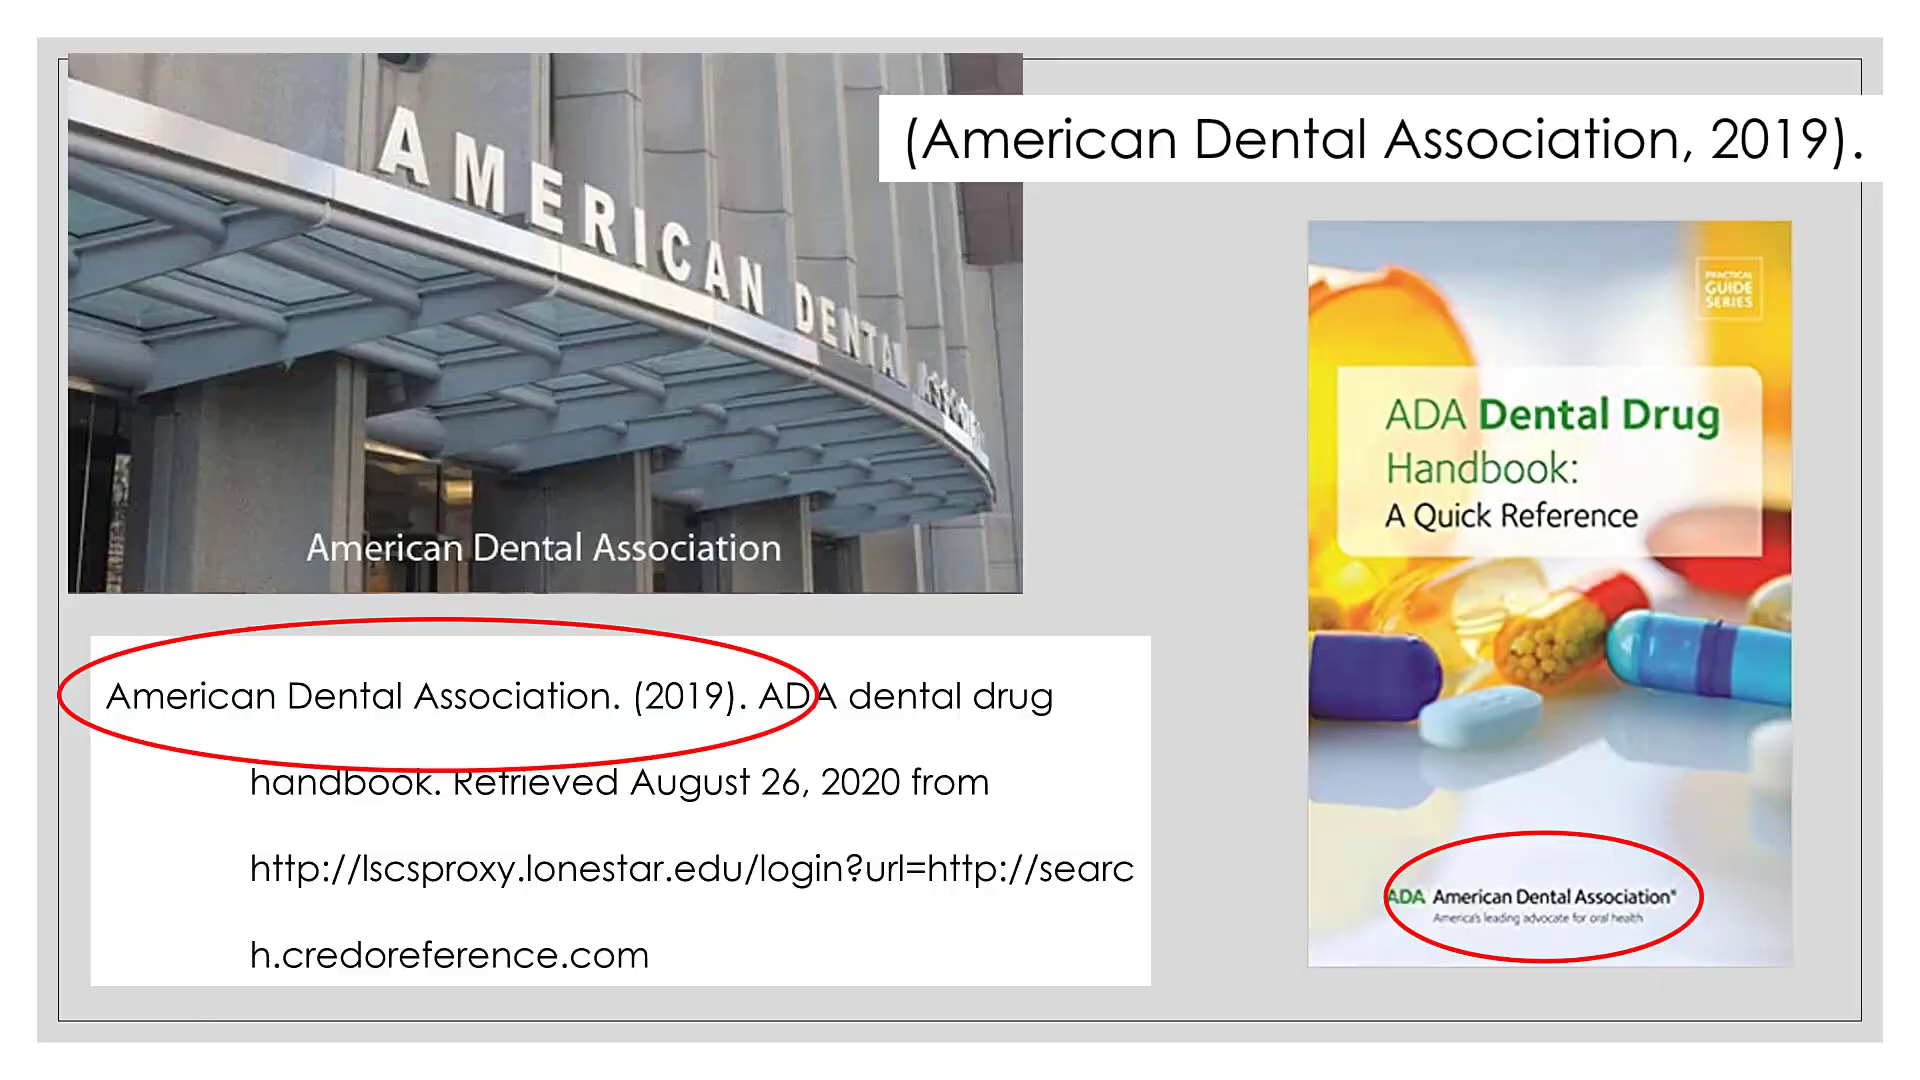 AMERICAN DENTAL
American Dental Association
(American Dental Association, 2019).
PRACTICAL
GUIDE
SERIES
ADA Dental Drug
Handbook:
A Quick Reference
ADA American Dental Association®
America's leading advocate for oral health
American Dental Association. (2019). ADA dental drug
handbook. Retrieved August 26, 2020 from
http://lscsproxy.lonestar.edu/login?url=http://searc
h.credoreference.com